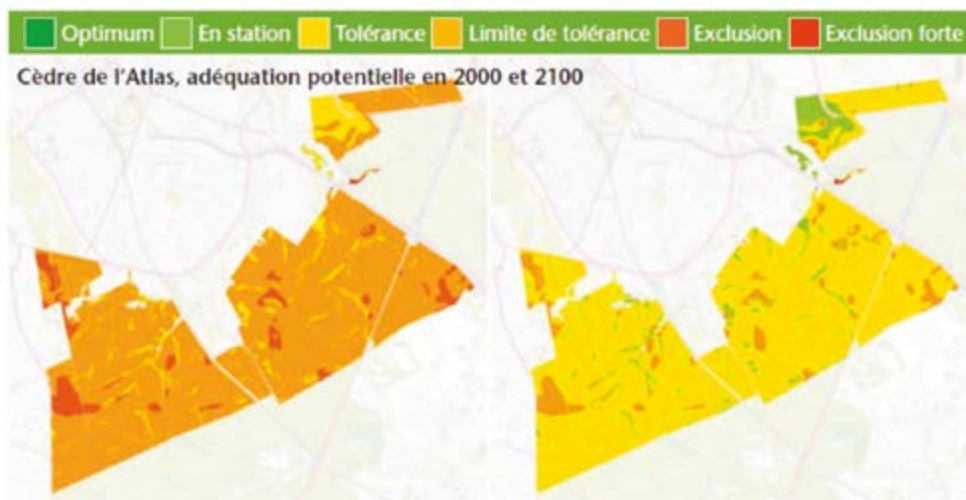 Optimum En station Tolérance Limite de tolérance Exclusion Exclusion forte
Cèdre de l'Atlas, adéquation potentielle en 2000 et 2100